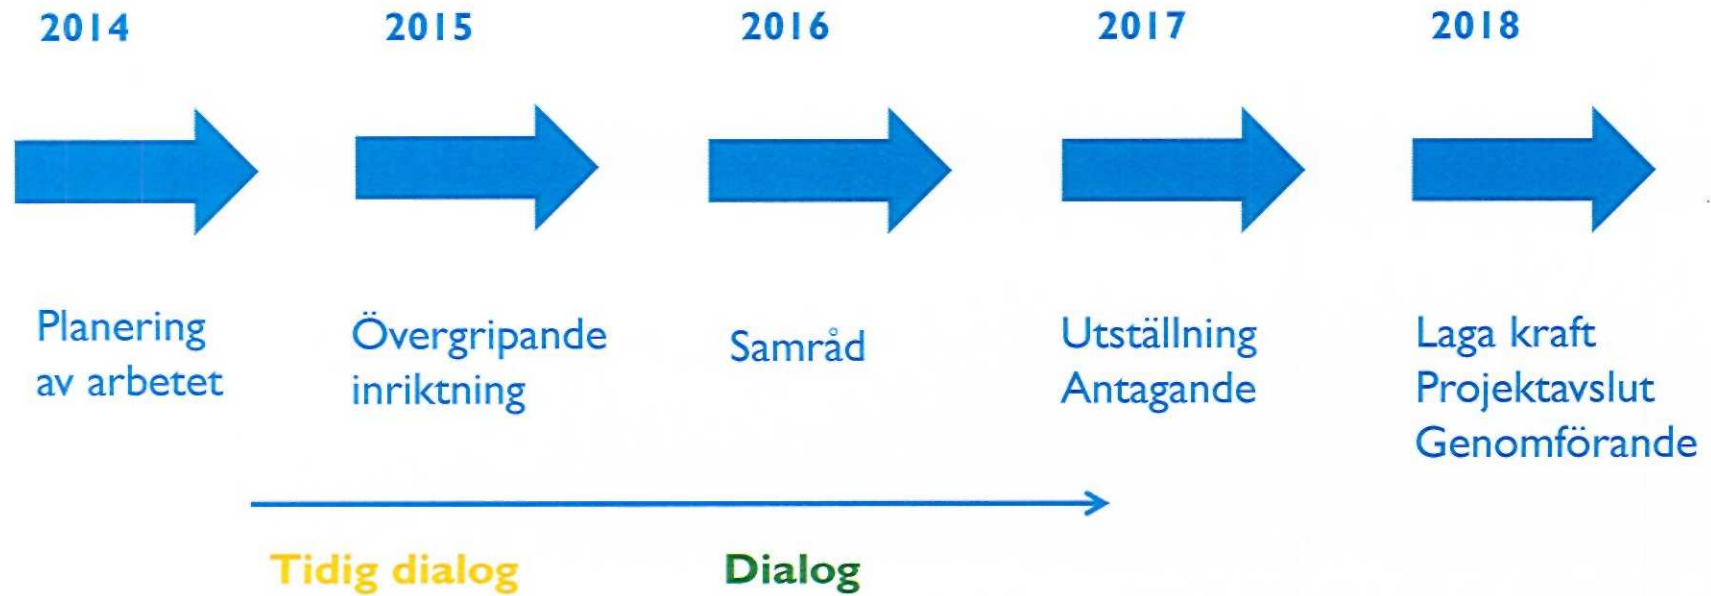 2014
2015
2016
2017
2018
Planering
av arbetet
Övergripande
inriktning
Samråd
Utställning
Antagande
Laga kraft
Projektavslut
Genomförande
Tidig dialog
Dialog